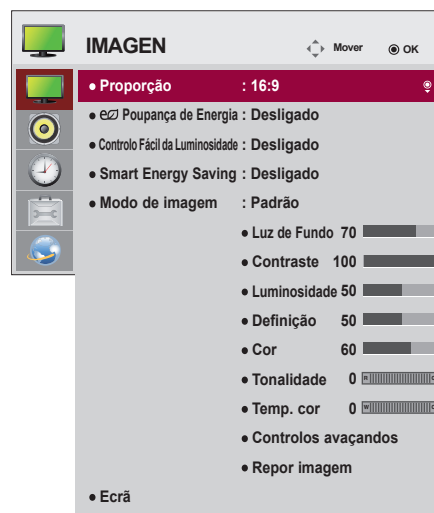 IMAGEN Mover OK
Proporção : 16:9
Poupança de Energia : Desligado
Controlo Fácil da Luminosidade : Desligado
Smart Energy Saving : Desligado
Modo de imagem : Padrão
Luz de Fundo 70
Contraste 100
Luminosidade 50
Definição 50
Cor 60
Tonalidade 0 R G
Temp. cor 0 W C
Controlos avaçandos
Repor imagem
Ecrã